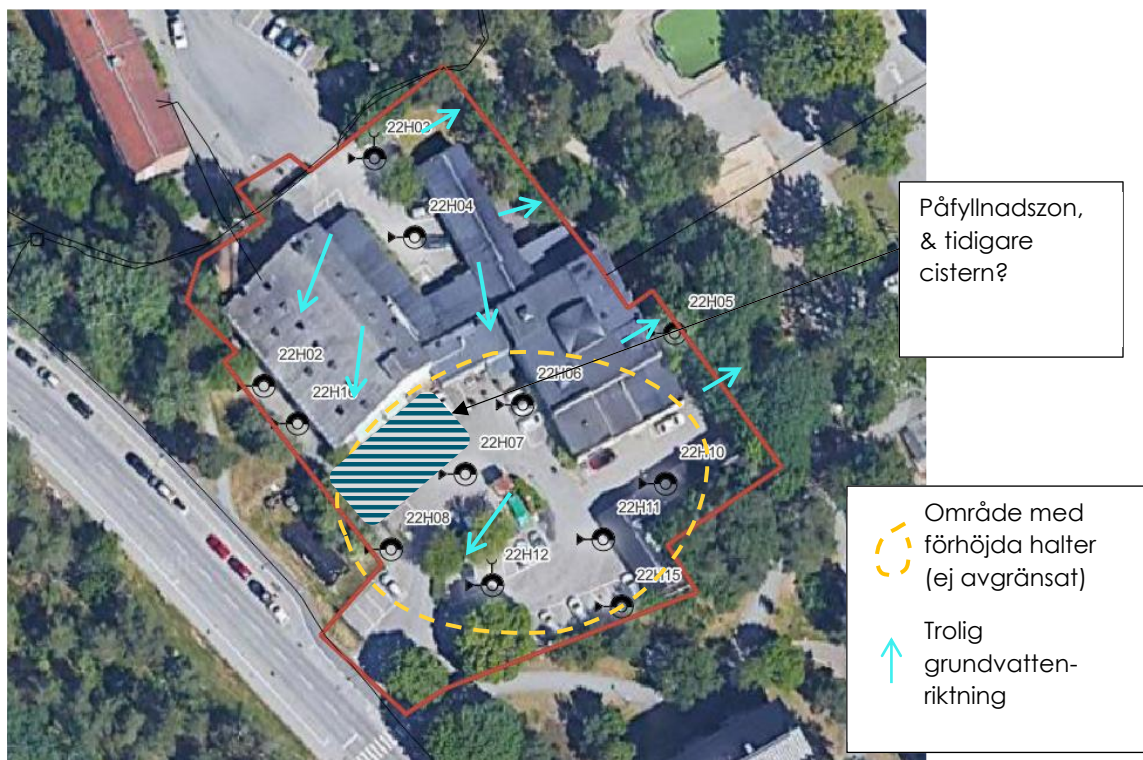 22H03
22H04
Påfyllnadszon,
& tidigare
cistern?
22H05
22H02
22H06
22H16
22H07
22H10
22H08
22H11
22H12
22H15
Område med
förhöjda halter
(ej avgränsat)
Trolig
grundvatten-
riktning